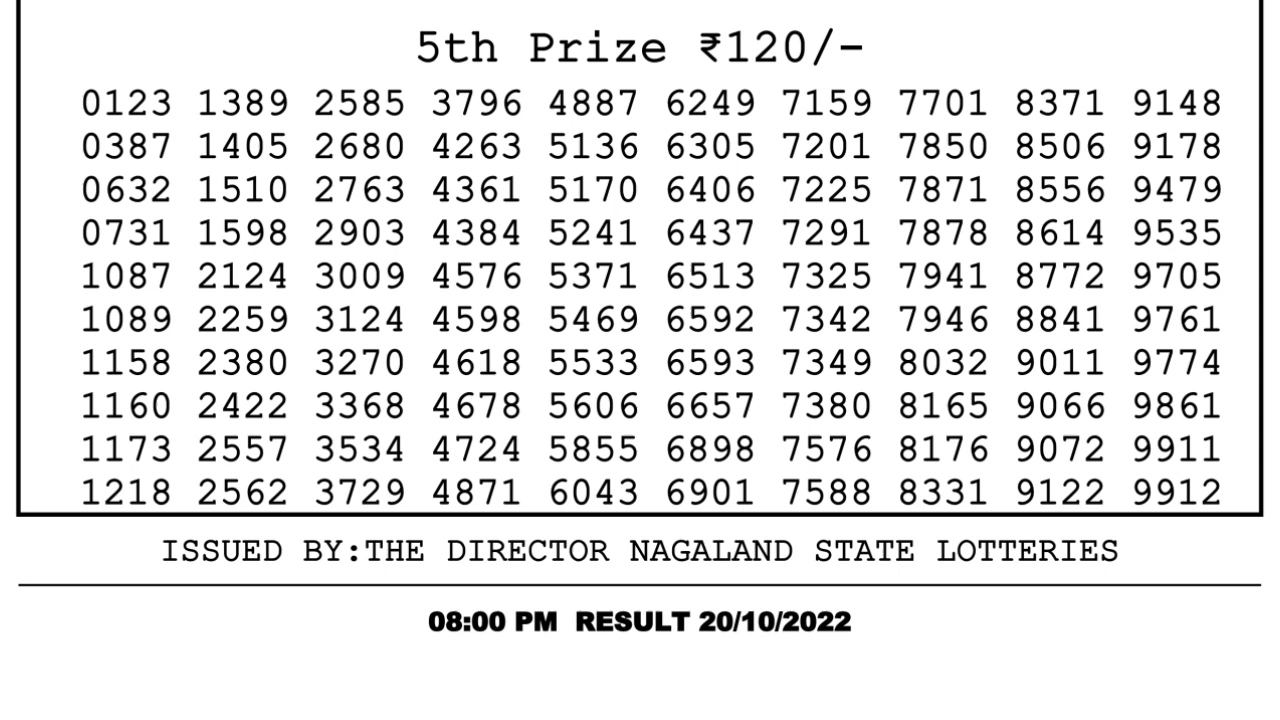 5th Prize ₹120/-
0123 1389 2585 3796 4887 6249 7159 7701 8371 9148
0387 1405 2680 4263 5136 6305 7201 7850 8506 9178
0632 1510 2763 4361 5170 6406 7225 7871 8556 9479
0731 1598 2903 4384 5241 6437 7291 7878 8614 9535
1087 2124 3009 4576 5371 6513 7325 7941 8772 9705
1089 2259 3124 4598 5469 6592 7342 7946 8841 9761
1158 2380 3270 4618 5533 6593 7349 8032 9011 9774
1160 2422 3368 4678 5606 6657 7380 8165 9066 9861
1173 2557 3534 4724 5855 6898 7576 8176 9072 9911
1218 2562 3729 4871 6043 6901 7588 8331 9122 9912
ISSUED BY:THE DIRECTOR NAGALAND STATE LOTTERIES
08:00 PM RESULT 20/10/2022